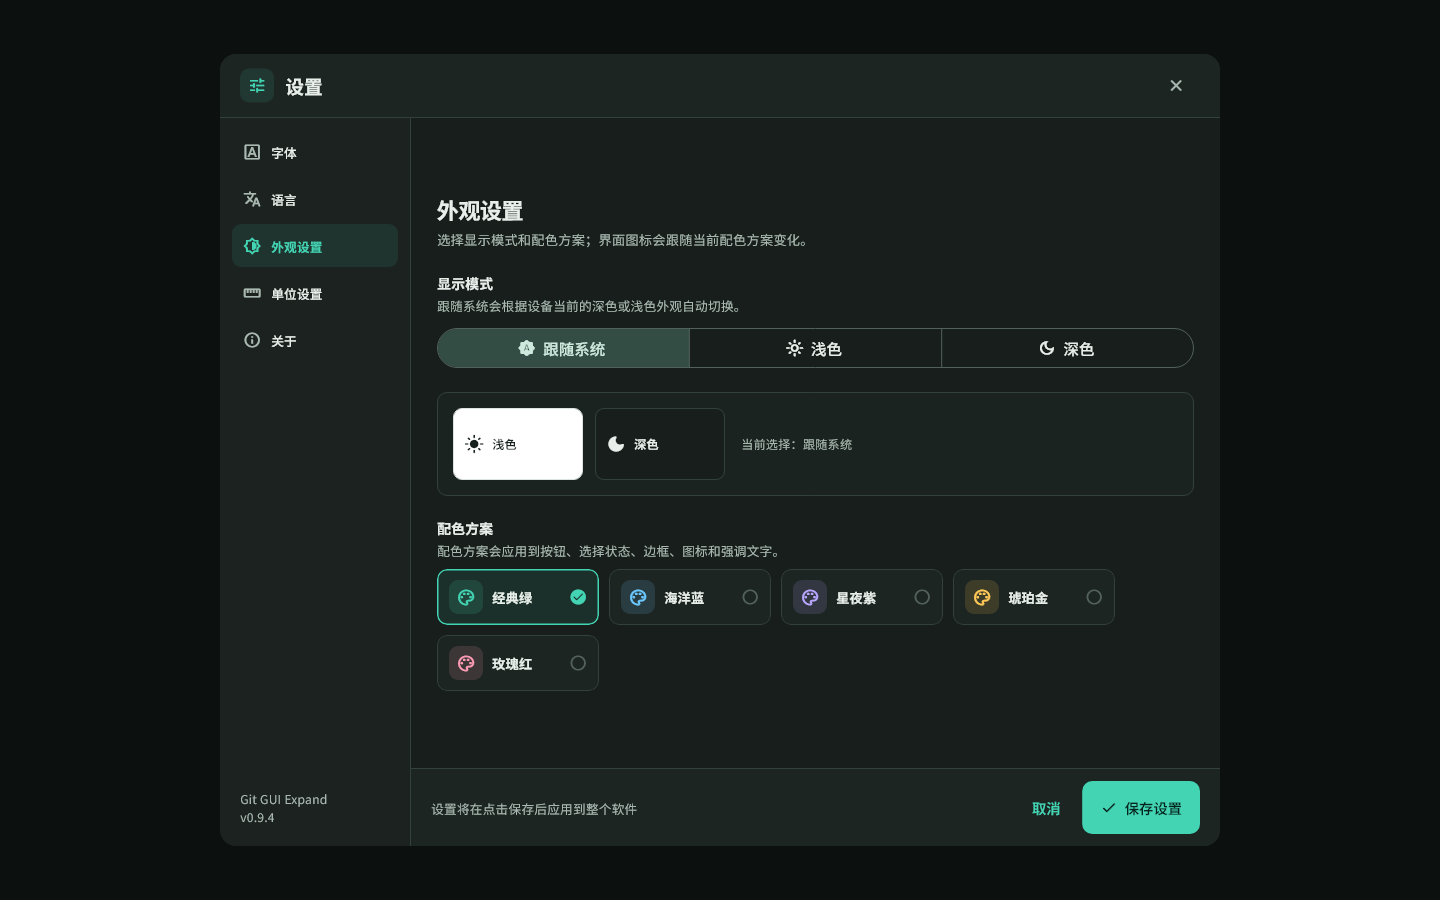 设置
字体
语言
外观设置
单位设置
关于
Git GUI Expand
v0.9.4
外观设置
选择显示模式和配色方案；界面图标会跟随当前配色方案变化。
显示模式
跟随系统会根据设备当前的深色或浅色外观自动切换。
跟随系统
浅色
深色
浅色
深色
当前选择：跟随系统
配色方案
配色方案会应用到按钮、选择状态、边框、图标和强调文字。
经典绿
海洋蓝
星夜紫
琥珀金
玫瑰红
设置将在点击保存后应用到整个软件
取消
保存设置